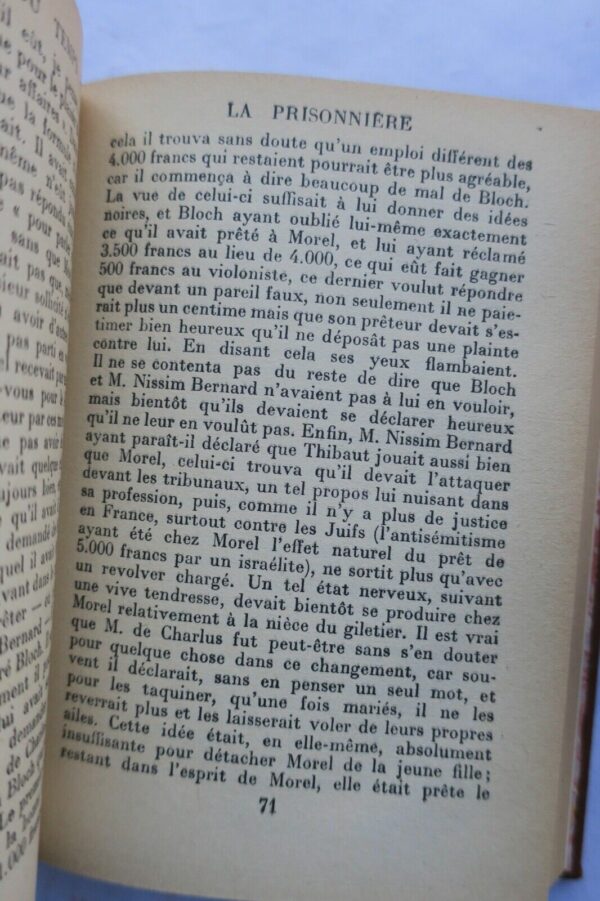 DU TEMPS
LA PRISONNIÈRE
cela il trouva sans doute qu'un emploi différent des
4.000 francs qui restaient pourrait être plus agréable,
car il commença à dire beaucoup de mal de Bloch.
La vue de celui-ci suffisait à lui donner des idées
noires, et Bloch ayant oublié lui-même exactement
ce qu'il avait prêté à Morel, et lui ayant réclamé
3.500 francs au lieu de 4.000, ce qui eût fait gagner
500 francs au violoniste, ce dernier voulut répondre
que devant un pareil faux, non seulement il ne paie-
rait plus un centime mais que son prêteur devait s'es-
timer bien heureux qu'il ne déposât pas une plainte
contre lui. En disant cela ses yeux flambaient.
Il ne se contenta pas du reste de dire que Bloch
et M. Nissim Bernard n'avaient pas à lui en vouloir,
mais bientôt qu'ils devaient se déclarer heureux
qu'il ne leur en voulût pas. Enfin, M. Nissim Bernard
ayant paraît-il déclaré que Thibaut jouait aussi bien
que Morel, celui-ci trouva qu'il devait l'attaquer
devant les tribunaux, un tel propos lui nuisant dans
sa profession, puis, comme il n'y a plus de justice
en France, surtout contre les Juifs (l'antisémitisme
ayant été chez Morel l'effet naturel du prêt de
5.000 francs par un israélite), ne sortit plus qu'avec
un revolver chargé. Un tel état nerveux, suivant
une vive tendresse, devait bientôt se produire chez
Morel relativement à la nièce du giletier. Il est vrai
que M. de Charlus fut peut-être sans s'en douter
pour quelque chose dans ce changement, car sou-
vent il déclarait, sans en penser un seul mot, et
pour les taquiner, qu'une fois mariés, il ne les
reverrait plus et les laisserait voler de leurs propres
ailes. Cette idée était, en elle-même, absolument
insuffisante pour détacher Morel de la jeune fille ;
restant dans l'esprit de Morel, elle était prête le
71